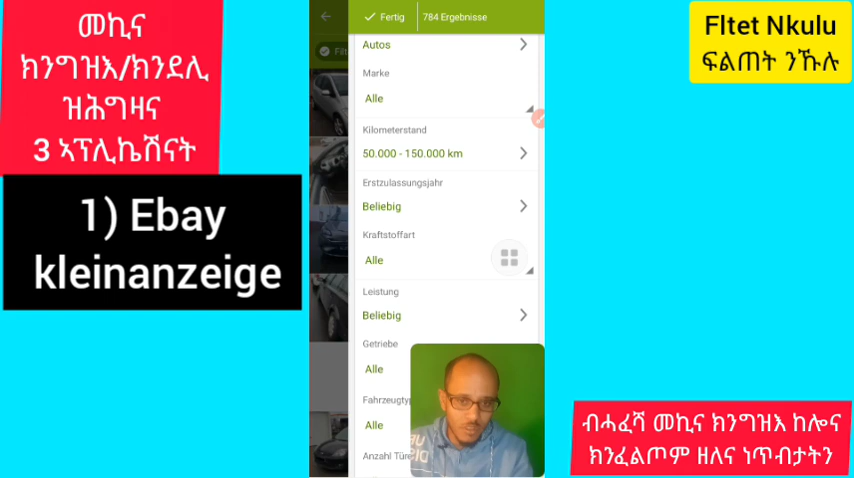 መኪና
ክንግዝእ/ክንደሊ
ዝሕግዛና
3 ኣፕሊኬሽናት
1) Ebay
kleinanzeige
Fertig
784 Ergebnisse
Autos
Marke
Alle
Kilometerstand
50.000 - 150.000 km
Erstzulassungsjahr
Beliebig
Kraftstoffart
Alle
Leistung
Beliebig
Getriebe
Alle
Alle
Fltet Nkulu
ፍልጠት ንኹሉ
ብሓፈሻ መኪና ክንግዝእ ከሎና
ክንፈልጦም ዘለና ነጥብታትን